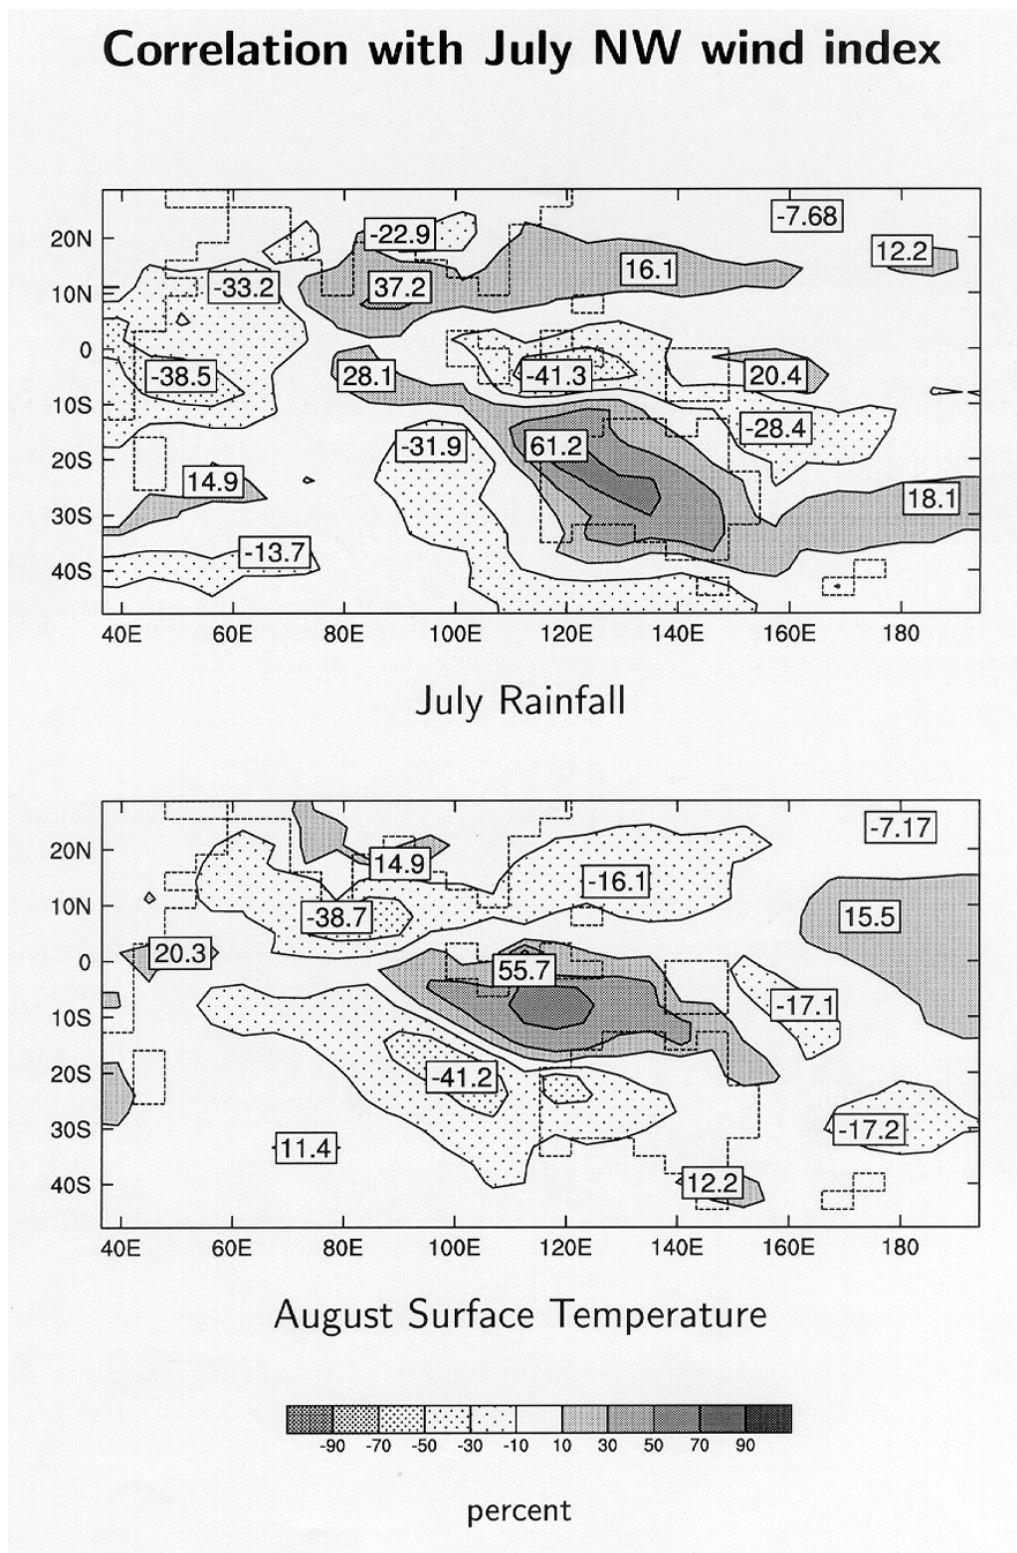 Correlation with July NW wind index
-7.68
20N
-22.9
12.2
16.1
10N
-33.2
37.2
0
-38.5
28.1
-41.3
20.4
10S
-28.4
-31.9
61.2
20S
14.9
18.1
30S
-13.7
40S
40E 60E 80E 100E 120E 140E 160E 180
July Rainfall
-7.17
20N
14.9
-16.1
10N
-38.7
15.5
20.3
0
55.7
-17.1
10S
-41.2
20S
-17.2
30S
11.4
40S
12.2
40E 60E 80E 100E 120E 140E 160E 180
August Surface Temperature
-90 -70 -50 -30 -10 10 30 50 70 90
percent